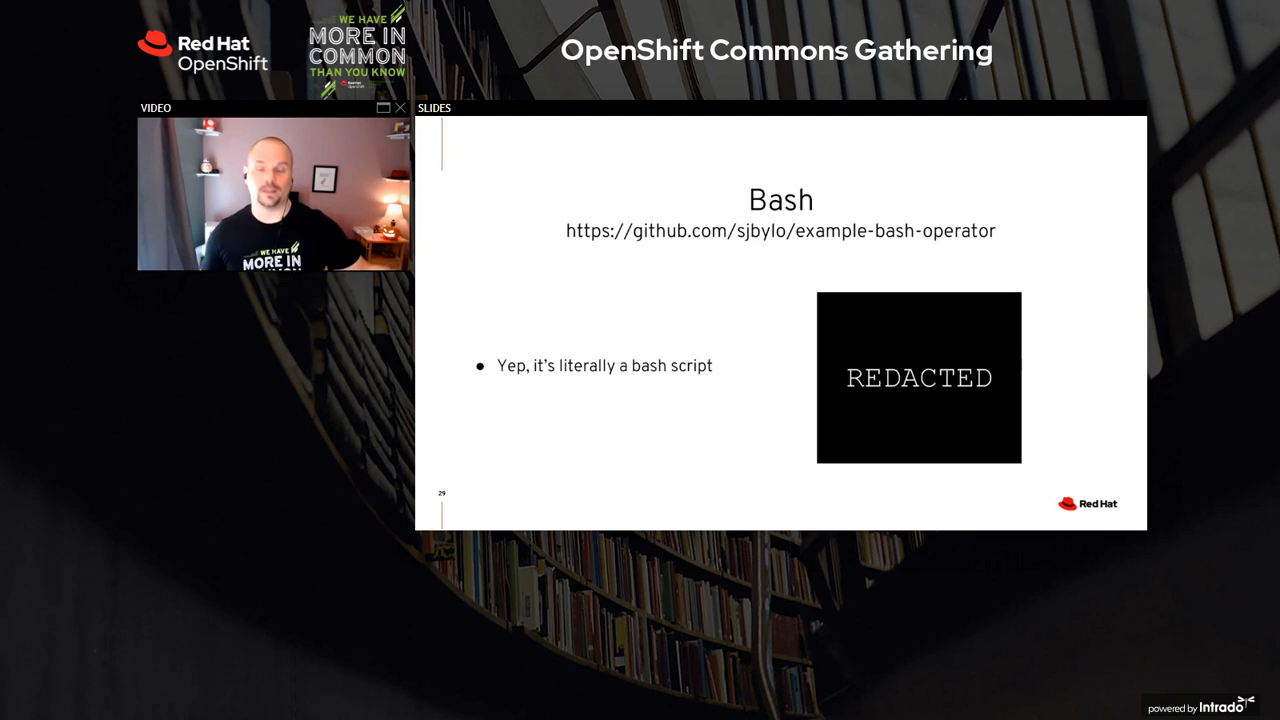 Red Hat
OpenShift
WE HAVE
MORE IN
COMMON
THAN YOU KNOW
OpenShift Commons Gathering
VIDEO
SLIDES
WE HAVE
MORE IN
Bash
https://github.com/sjbylo/example-bash-operator
● Yep, it’s literally a bash script
REDACTED
29
Red Hat
powered by Intrado